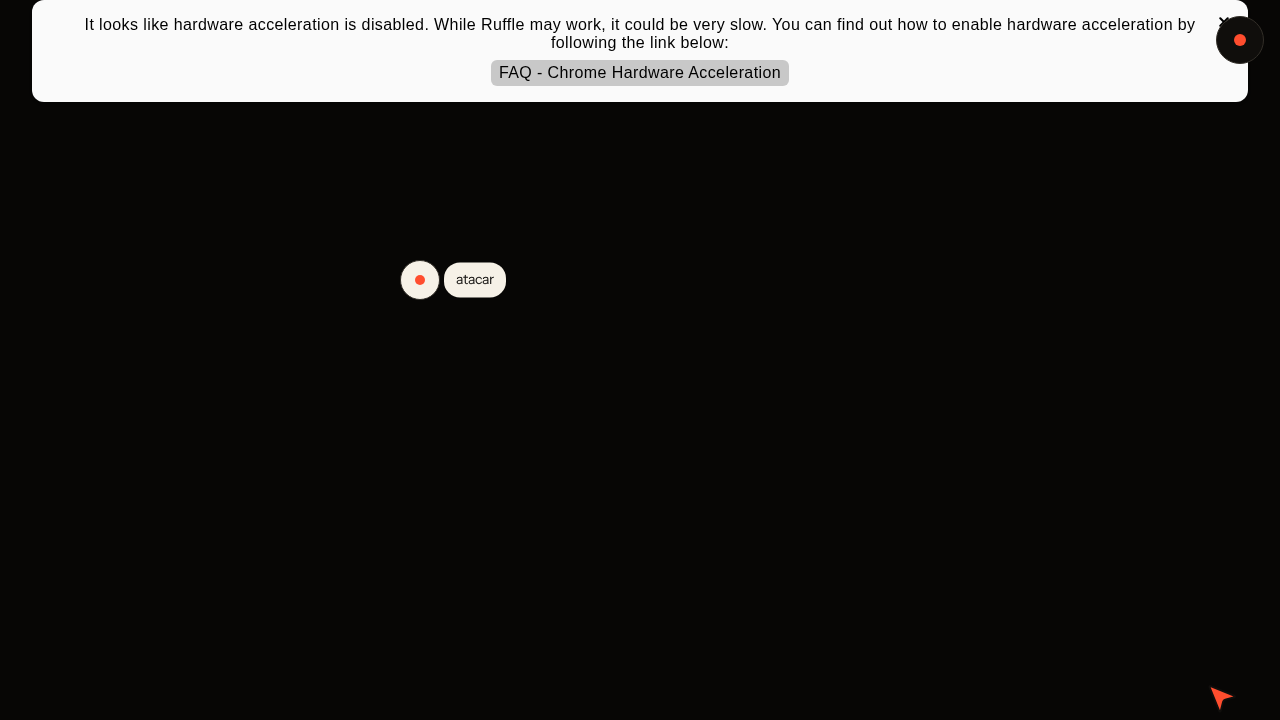 It looks like hardware acceleration is disabled. While Ruffle may work, it could be very slow. You can find out how to enable hardware acceleration by
following the link below:
FAQ - Chrome Hardware Acceleration
atacar